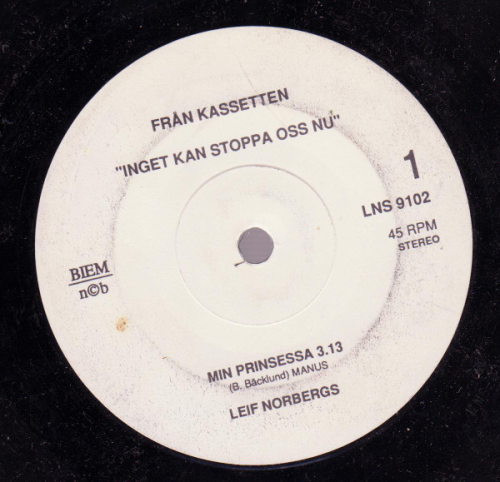 FRÅN KASSETTEN
"INGET KAN STOPPA OSS NU"
1
LNS 9102
45 RPM
STEREO
BIEM
n©b
MIN PRINSESSA 3.13
(B. Bäcklund) MANUS
LEIF NORBERGS